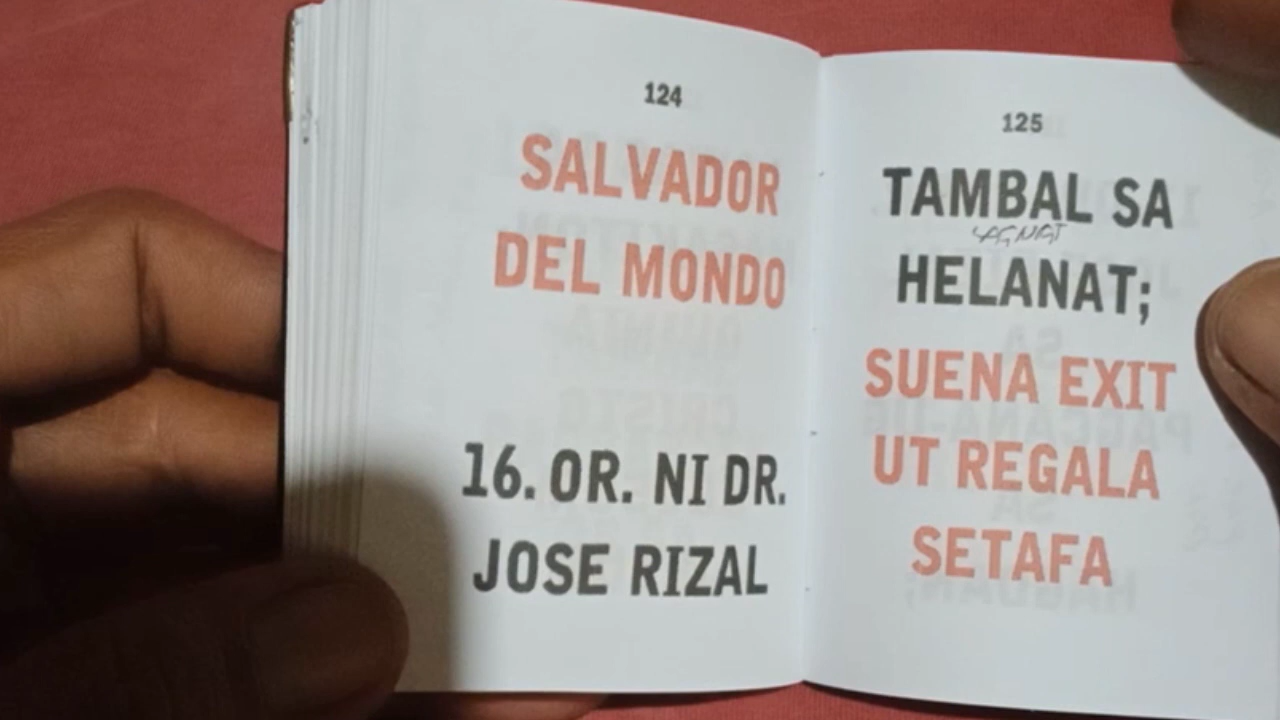 124
SALVADOR
DEL MONDO
16. OR. NI DR.
JOSE RIZAL
125
TAMBAL SA
HELANAT;
SUENA EXIT
UT REGALA
SETAFA